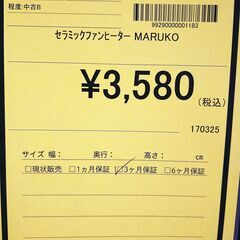 程度:中古B
99290000001183
セラミックファンヒーター MARUKO
¥3,580
(税込)
170325
サイズ 幅: 奥行: 高さ: cm
□現状販売 □1ヵ月保証 ☑3ヶ月保証 □6ヶ月保証